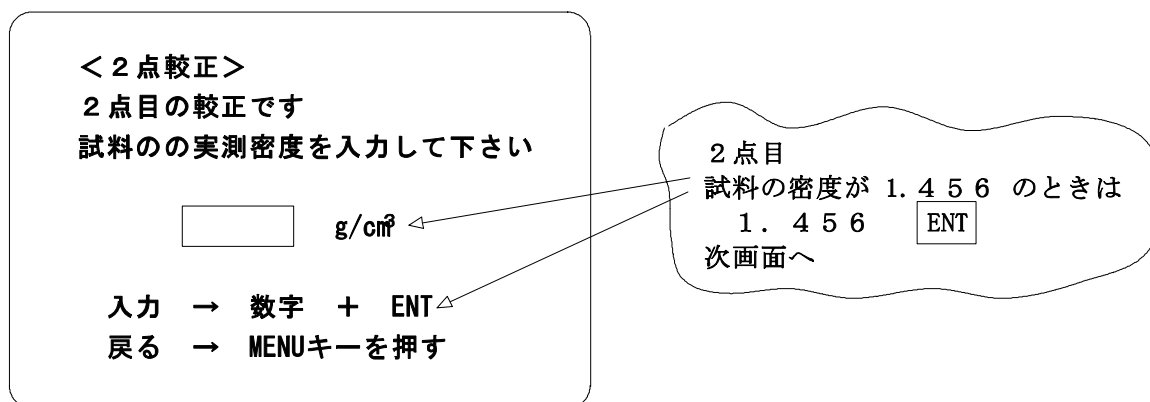 ＜２点較正＞
２点目の較正です
試料のの実測密度を入力して下さい
g/cm³
入力 → 数字 ＋ ENT
戻る → MENUキーを押す
２点目
試料の密度が 1.４５６ のときは
１．４５６ ENT
次画面へ